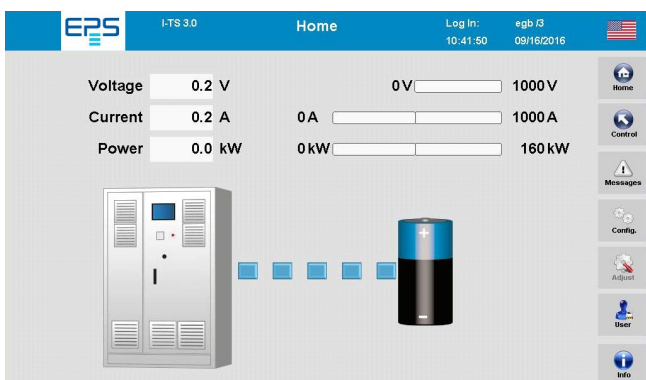 EPS
I-TS 3.0
Home
Log In: egb /3
10:41:50 09/16/2016
Voltage 0.2 V 0 V 1000 V
Current 0.2 A 0 A 1000 A
Power 0.0 kW 0 kW 160 kW
+
-
Home
Control
Messages
Config.
Adjust
User
Info